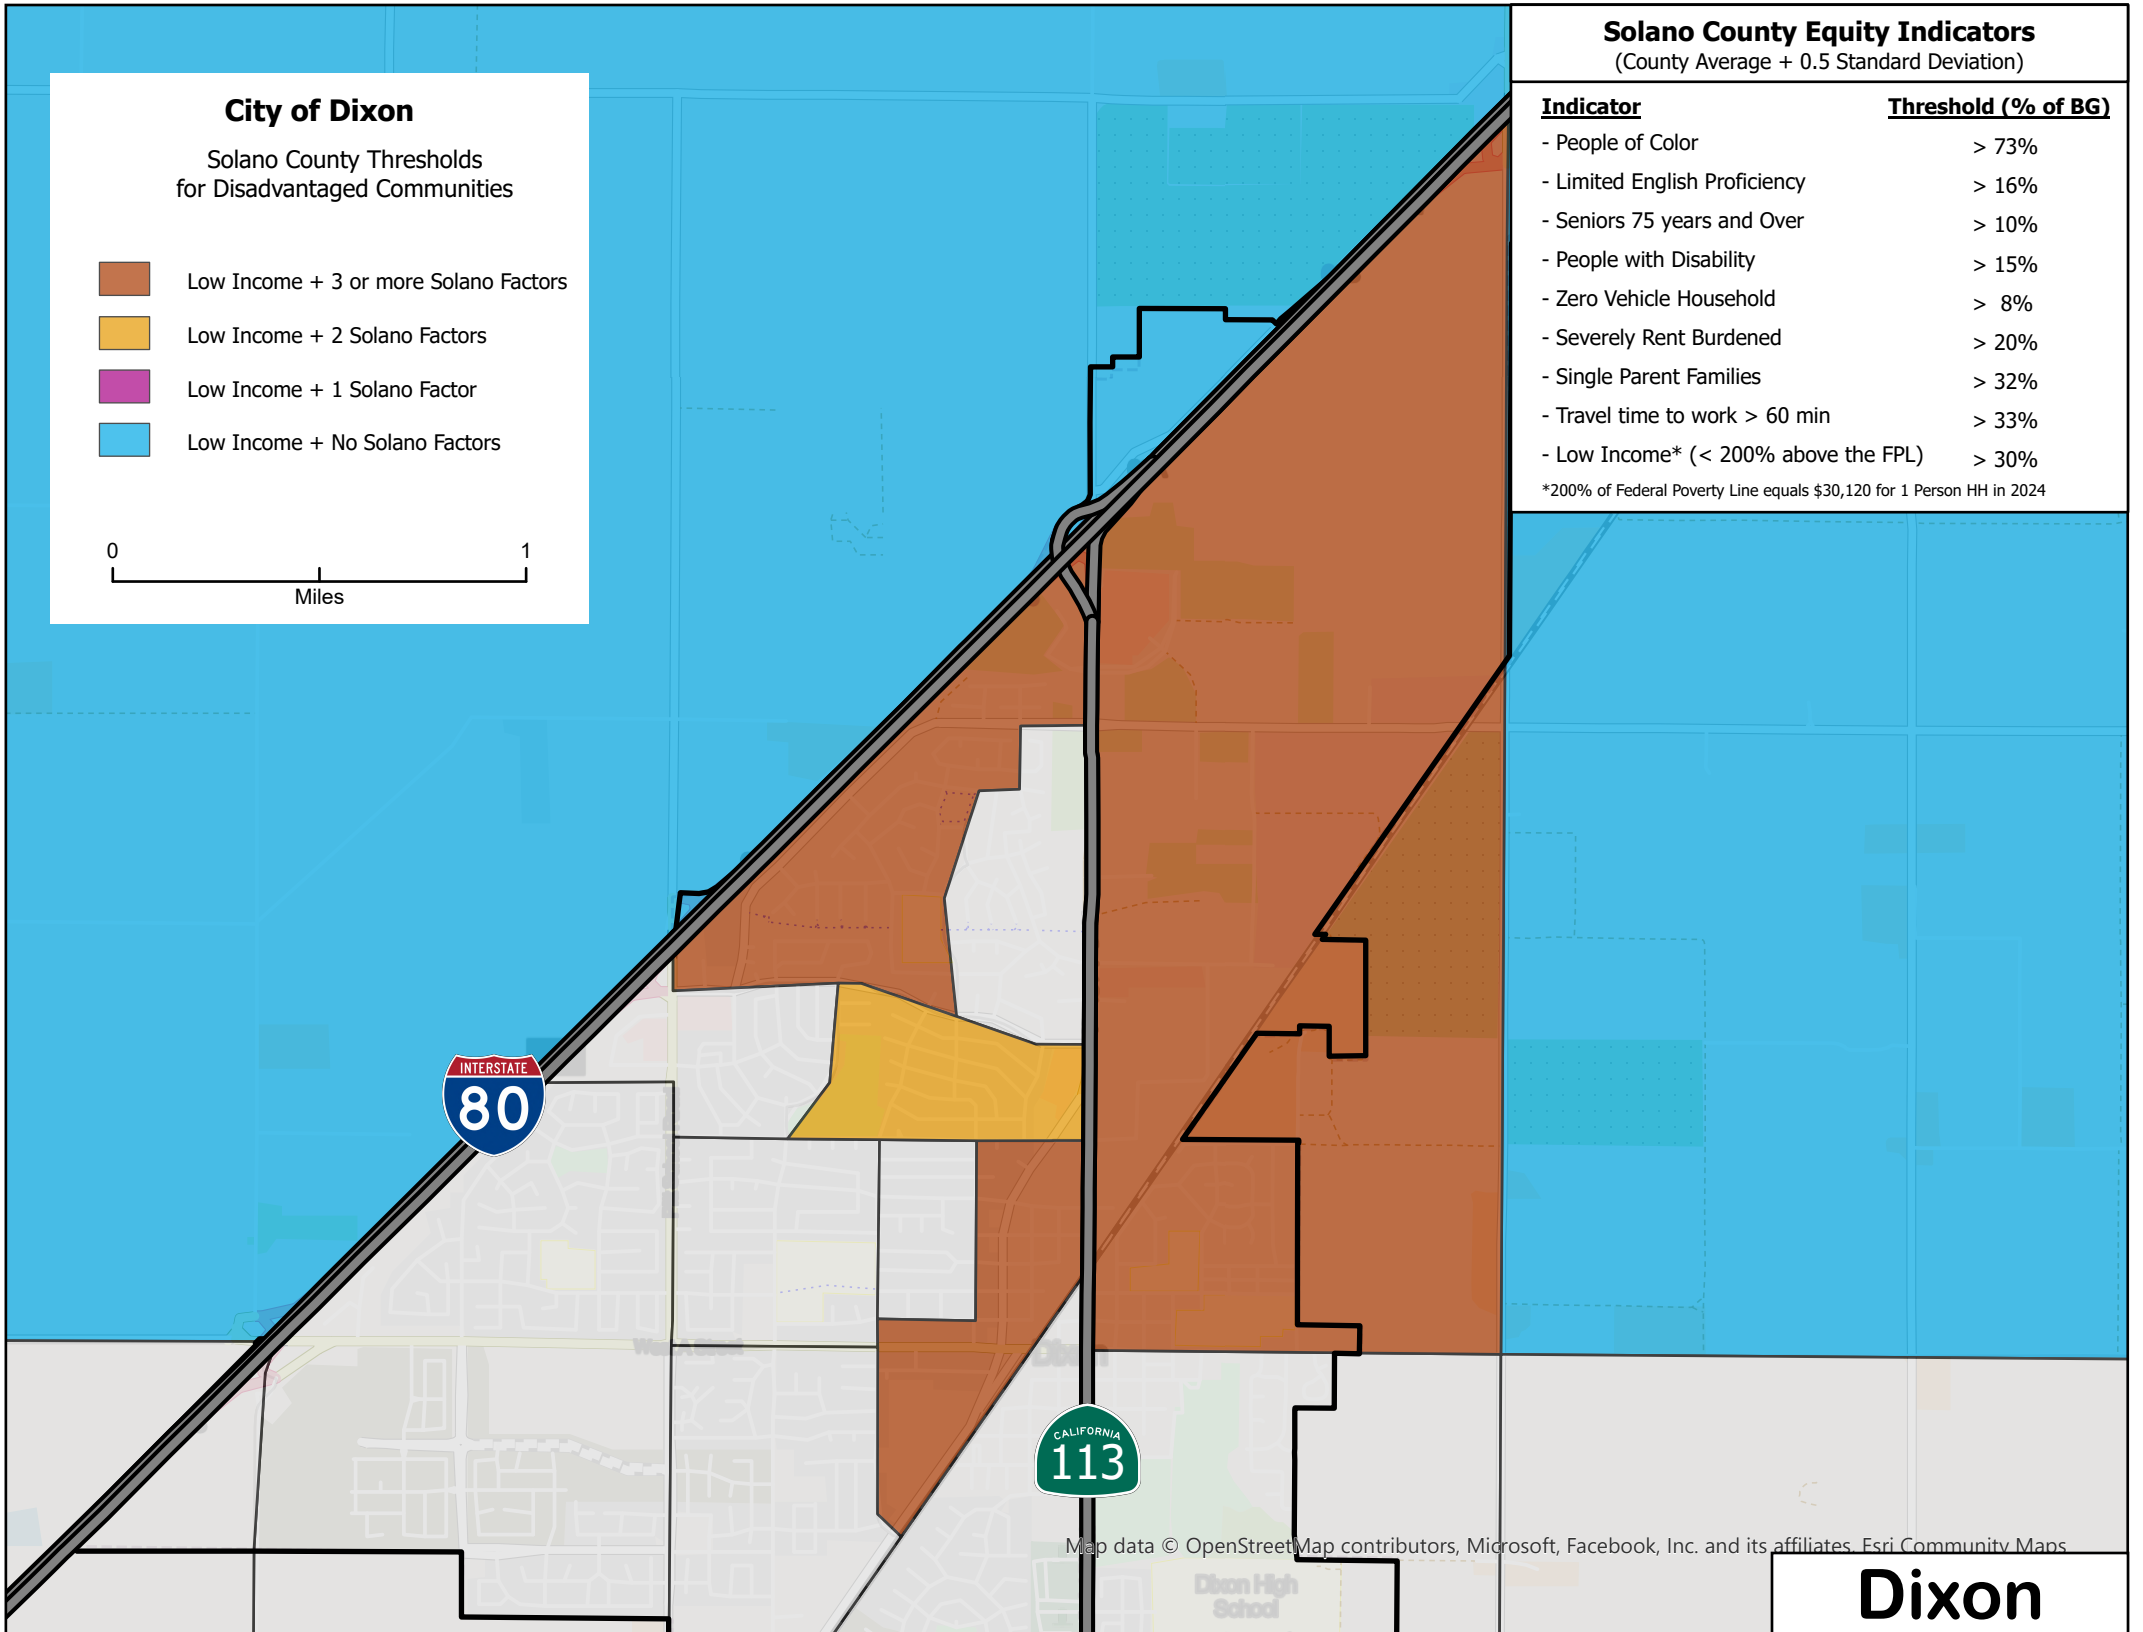 Solano County Equity Indicators
(County Average + 0.5 Standard Deviation)
Indicator Threshold (% of BG)
- People of Color > 73%
- Limited English Proficiency > 16%
- Seniors 75 years and Over > 10%
- People with Disability > 15%
- Zero Vehicle Household > 8%
- Severely Rent Burdened > 20%
- Single Parent Families > 32%
- Travel time to work > 60 min > 33%
- Low Income* (< 200% above the FPL) > 30%
*200% of Federal Poverty Line equals $30,120 for 1 Person HH in 2024
City of Dixon
Solano County Thresholds
for Disadvantaged Communities
Low Income + 3 or more Solano Factors
Low Income + 2 Solano Factors
Low Income + 1 Solano Factor
Low Income + No Solano Factors
0 1
Miles
INTERSTATE
80
West A Street
Dixon
CALIFORNIA
113
Map data © OpenStreetMap contributors, Microsoft, Facebook, Inc. and its affiliates, Esri Community Maps
Dixon High
School
Dixon